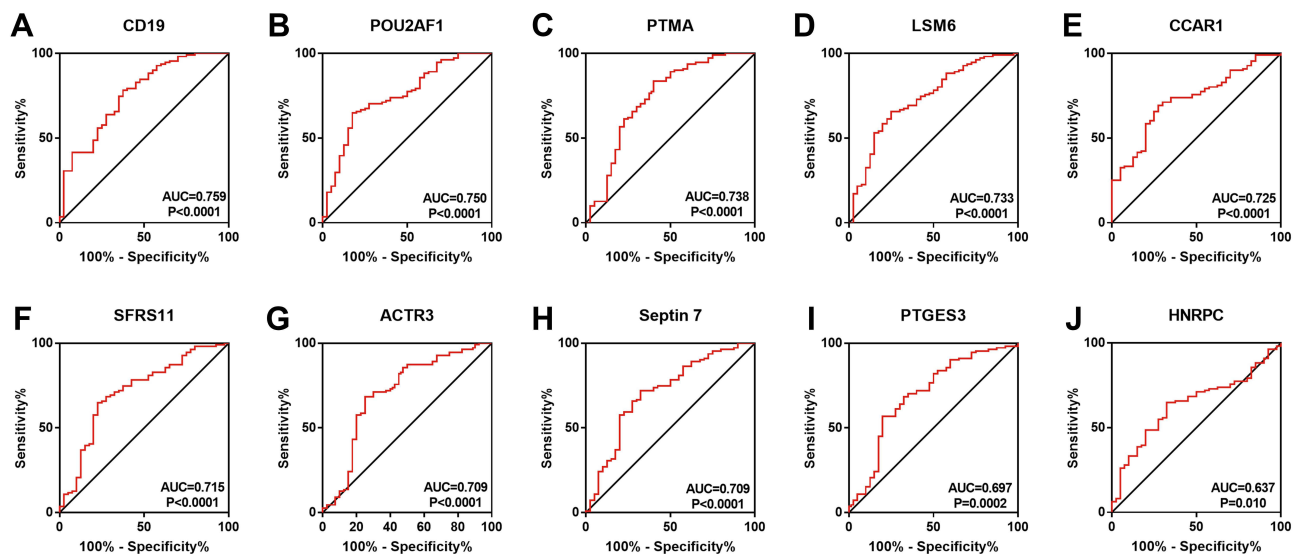 A
CD19
100
50
0
Sensitivity%
AUC=0.759
P<0.0001
0 50 100
100% - Specificity%
B
POU2AF1
100
50
0
Sensitivity%
AUC=0.750
P<0.0001
0 50 100
100% - Specificity%
C
PTMA
100
50
0
Sensitivity%
AUC=0.738
P<0.0001
0 50 100
100% - Specificity%
D
LSM6
100
50
0
Sensitivity%
AUC=0.733
P<0.0001
0 50 100
100% - Specificity%
E
CCAR1
100
50
0
Sensitivity%
AUC=0.725
P<0.0001
0 50 100
100% - Specificity%
F
SFRS11
100
50
0
Sensitivity%
AUC=0.715
P<0.0001
0 50 100
100% - Specificity%
G
ACTR3
100
50
0
Sensitivity%
AUC=0.709
P<0.0001
0 20 40 60 80 100
100% - Specificity%
H
Septin 7
100
50
0
Sensitivity%
AUC=0.709
P<0.0001
0 50 100
100% - Specificity%
I
PTGES3
100
50
0
Sensitivity%
AUC=0.697
P=0.0002
0 50 100
100% - Specificity%
J
HNRPC
100
50
0
Sensitivity%
AUC=0.637
P=0.010
0 50 100
100% - Specificity%